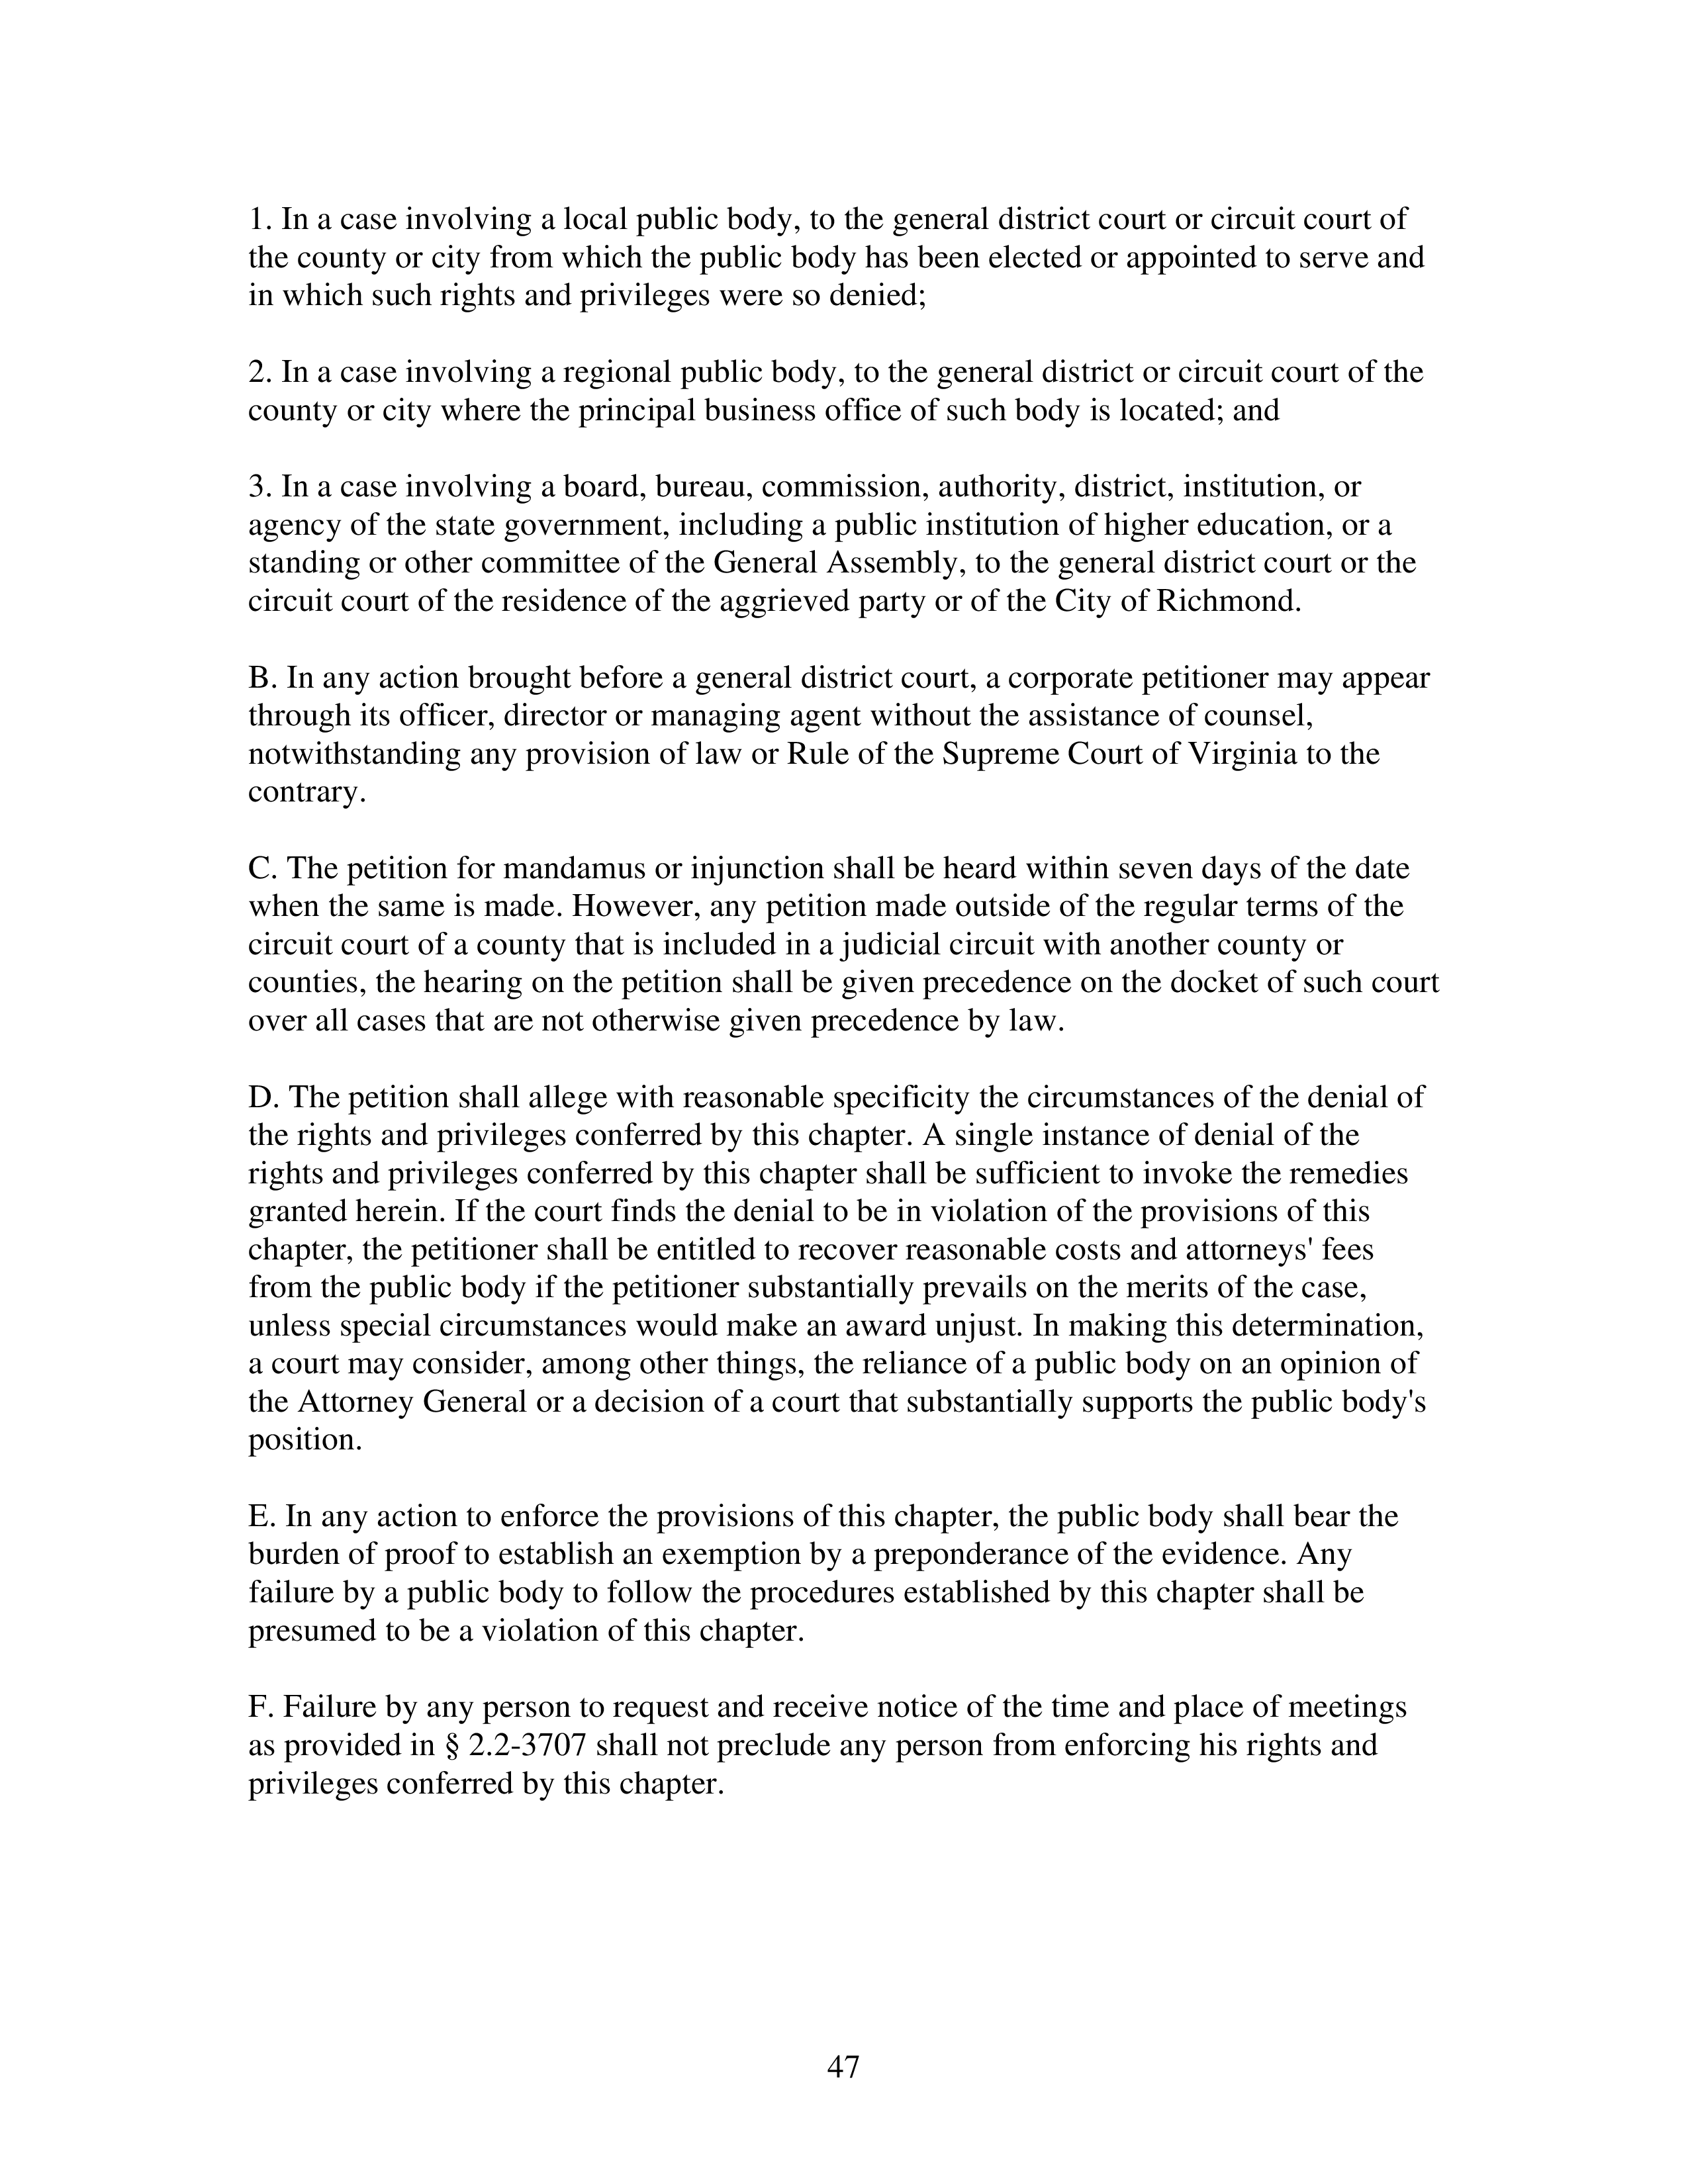 1. In a case involving a local public body, to the general district court or circuit court of
the county or city from which the public body has been elected or appointed to serve and
in which such rights and privileges were so denied;
2. In a case involving a regional public body, to the general district or circuit court of the
county or city where the principal business office of such body is located; and
3. In a case involving a board, bureau, commission, authority, district, institution, or
agency of the state government, including a public institution of higher education, or a
standing or other committee of the General Assembly, to the general district court or the
circuit court of the residence of the aggrieved party or of the City of Richmond.
B. In any action brought before a general district court, a corporate petitioner may appear
through its officer, director or managing agent without the assistance of counsel,
notwithstanding any provision of law or Rule of the Supreme Court of Virginia to the
contrary.
C. The petition for mandamus or injunction shall be heard within seven days of the date
when the same is made. However, any petition made outside of the regular terms of the
circuit court of a county that is included in a judicial circuit with another county or
counties, the hearing on the petition shall be given precedence on the docket of such court
over all cases that are not otherwise given precedence by law.
D. The petition shall allege with reasonable specificity the circumstances of the denial of
the rights and privileges conferred by this chapter. A single instance of denial of the
rights and privileges conferred by this chapter shall be sufficient to invoke the remedies
granted herein. If the court finds the denial to be in violation of the provisions of this
chapter, the petitioner shall be entitled to recover reasonable costs and attorneys' fees
from the public body if the petitioner substantially prevails on the merits of the case,
unless special circumstances would make an award unjust. In making this determination,
a court may consider, among other things, the reliance of a public body on an opinion of
the Attorney General or a decision of a court that substantially supports the public body's
position.
E. In any action to enforce the provisions of this chapter, the public body shall bear the
burden of proof to establish an exemption by a preponderance of the evidence. Any
failure by a public body to follow the procedures established by this chapter shall be
presumed to be a violation of this chapter.
F. Failure by any person to request and receive notice of the time and place of meetings
as provided in § 2.2-3707 shall not preclude any person from enforcing his rights and
privileges conferred by this chapter.
47